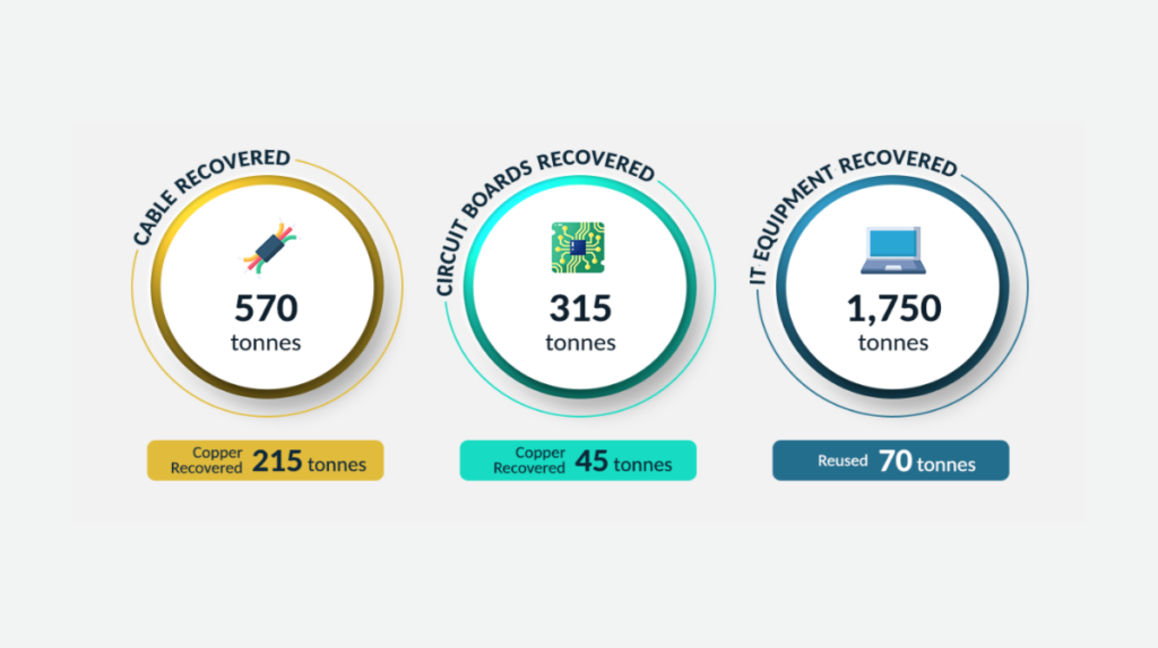 CABLE RECOVERED
570
tonnes
Copper
Recovered
215 tonnes
CIRCUIT BOARDS RECOVERED
315
tonnes
Copper
Recovered
45 tonnes
IT EQUIPMENT RECOVERED
1,750
tonnes
Reused 70 tonnes